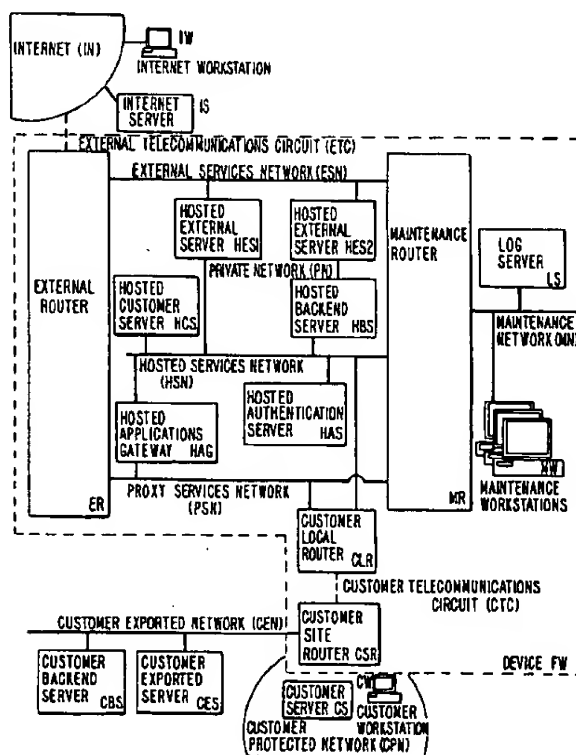 INTERNET (IN)
IW
INTERNET WORKSTATION
INTERNET
SERVER
IS
EXTERNAL TELECOMMUNICATIONS CIRCUIT (ETC)
EXTERNAL SERVICES NETWORK (ESN)
HOSTED
EXTERNAL
SERVER HES1
HOSTED
EXTERNAL
SERVER HES2
MAINTENANCE
ROUTER
LOG
SERVER
LS
PRIVATE NETWORK (PN)
EXTERNAL
ROUTER
HOSTED
CUSTOMER
SERVER HCS
HOSTED
BACKEND
SERVER HBS
MAINTENANCE
NETWORK (MN)
HOSTED SERVICES NETWORK
(HSN)
HOSTED
APPLICATIONS
GATEWAY HAG
HOSTED
AUTHENTICATION
SERVER HAS
MW
MAINTENANCE
WORKSTATIONS
PROXY SERVICES NETWORK
(PSN)
ER
MR
CUSTOMER
LOCAL
ROUTER
CLR
CUSTOMER TELECOMMUNICATIONS
CIRCUIT (CTC)
CUSTOMER EXPORTED NETWORK (CEN)
CUSTOMER
SITE
ROUTER CSR
DEVICE FW
CUSTOMER
BACKEND
SERVER
CBS
CUSTOMER
EXPORTED
SERVER
CES
CUSTOMER
SERVER CS
CW
CUSTOMER
WORKSTATION
CUSTOMER
PROTECTED NETWORK (CPN)